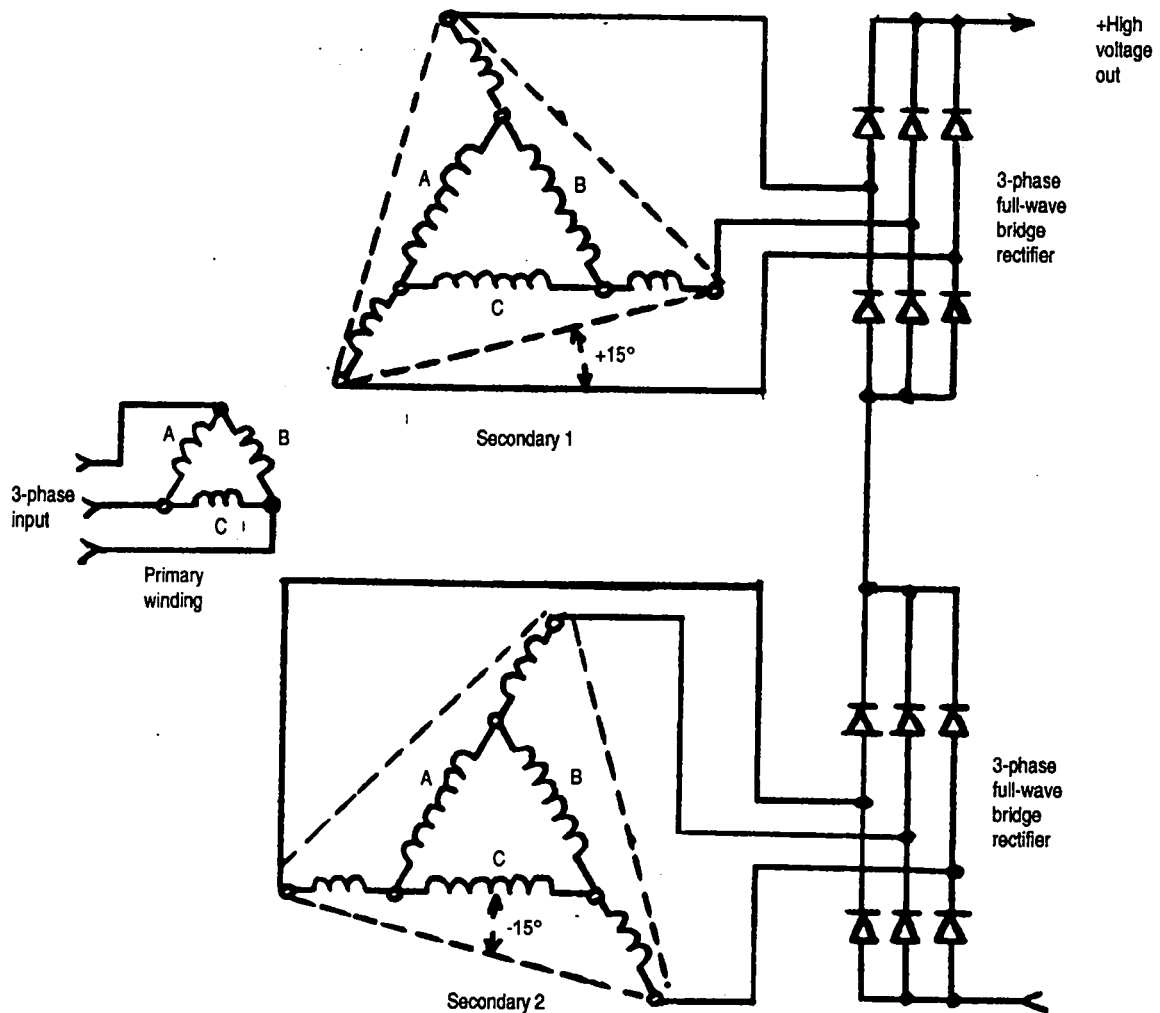 +High
voltage
out
A
B
3-phase
full-wave
bridge
rectifier
C
+15°
Secondary 1
A
B
3-phase
input
C
Primary
winding
A
B
3-phase
full-wave
bridge
rectifier
C
-15°
Secondary 2